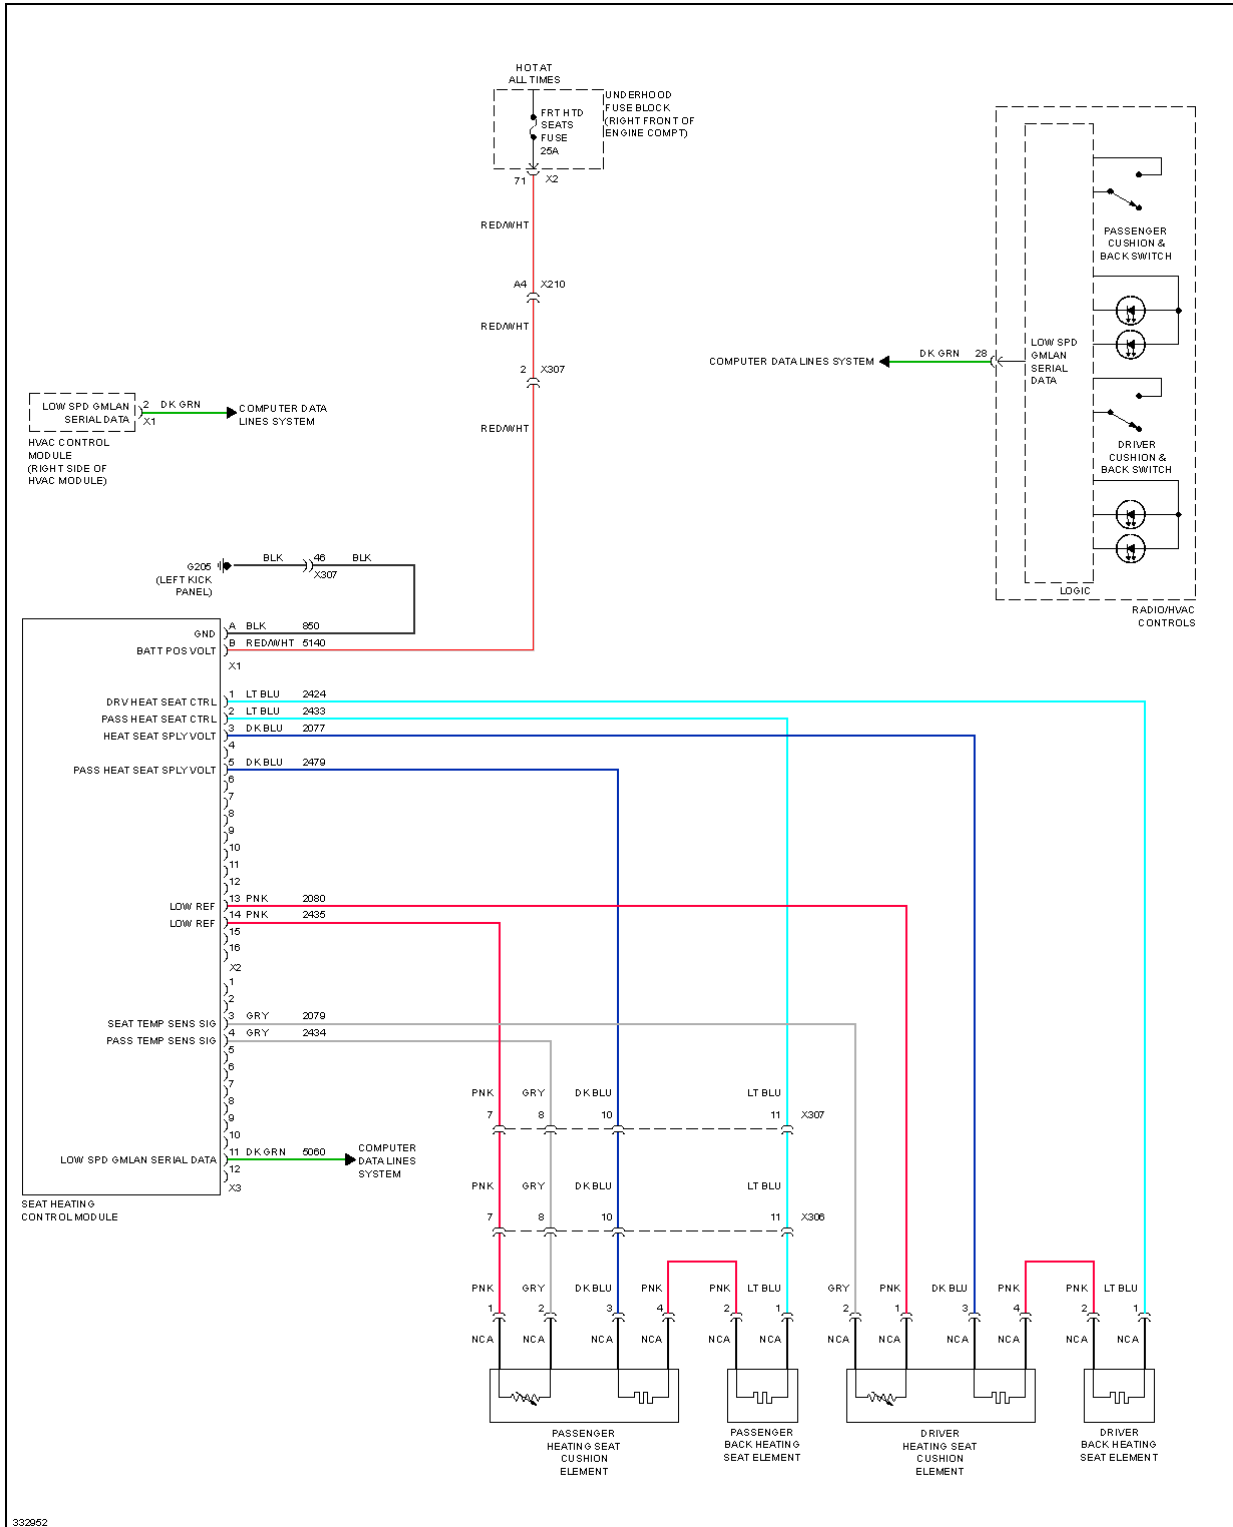 HOT AT
ALL TIMES
UNDERHOOD
FUSE BLOCK
(RIGHT FRONT OF
ENGINE COMPT)
FRT HTD
SEATS
FUSE
25A
71 X2
RED/WHT
A4 X210
RED/WHT
2 X307
RED/WHT
PASSENGER
CUSHION &
BACK SWITCH
COMPUTER DATA LINES SYSTEM
DK GRN 28
LOW SPD
GMLAN
SERIAL
DATA
DRIVER
CUSHION &
BACK SWITCH
LOGIC
RADIO/HVAC
CONTROLS
LOW SPD GMLAN
SERIAL DATA
2 DK GRN
X1
COMPUTER DATA
LINES SYSTEM
HVAC CONTROL
MODULE
(RIGHT SIDE OF
HVAC MODULE)
G205
(LEFT KICK
PANEL)
BLK 46 BLK
X307
GND A BLK 850
BATT POS VOLT B RED/WHT 5140
X1
DRV HEAT SEAT CTRL 1 LT BLU 2424
PASS HEAT SEAT CTRL 2 LT BLU 2433
HEAT SEAT SPLY VOLT 3 DK BLU 2077
4
PASS HEAT SEAT SPLY VOLT 5 DK BLU 2479
6
7
8
9
10
11
12
LOW REF 13 PNK 2080
LOW REF 14 PNK 2435
15
16
X2
1
2
SEAT TEMP SENS SIG 3 GRY 2079
PASS TEMP SENS SIG 4 GRY 2434
5
6
7
8
9
10
LOW SPD GMLAN SERIAL DATA 11 DK GRN 5060
12
X3
COMPUTER
DATA LINES
SYSTEM
SEAT HEATING
CONTROL MODULE
PNK GRY DK BLU LT BLU
7 8 10 11 X307
PNK GRY DK BLU LT BLU
7 8 10 11 X306
PNK GRY DK BLU PNK PNK LT BLU GRY PNK DK BLU PNK PNK LT BLU
1 2 3 4 2 1 2 1 3 4 2 1
NCA NCA NCA NCA NCA NCA NCA NCA NCA NCA NCA NCA
PASSENGER
HEATING SEAT
CUSHION
ELEMENT
PASSENGER
BACK HEATING
SEAT ELEMENT
DRIVER
HEATING SEAT
CUSHION
ELEMENT
DRIVER
BACK HEATING
SEAT ELEMENT
332952